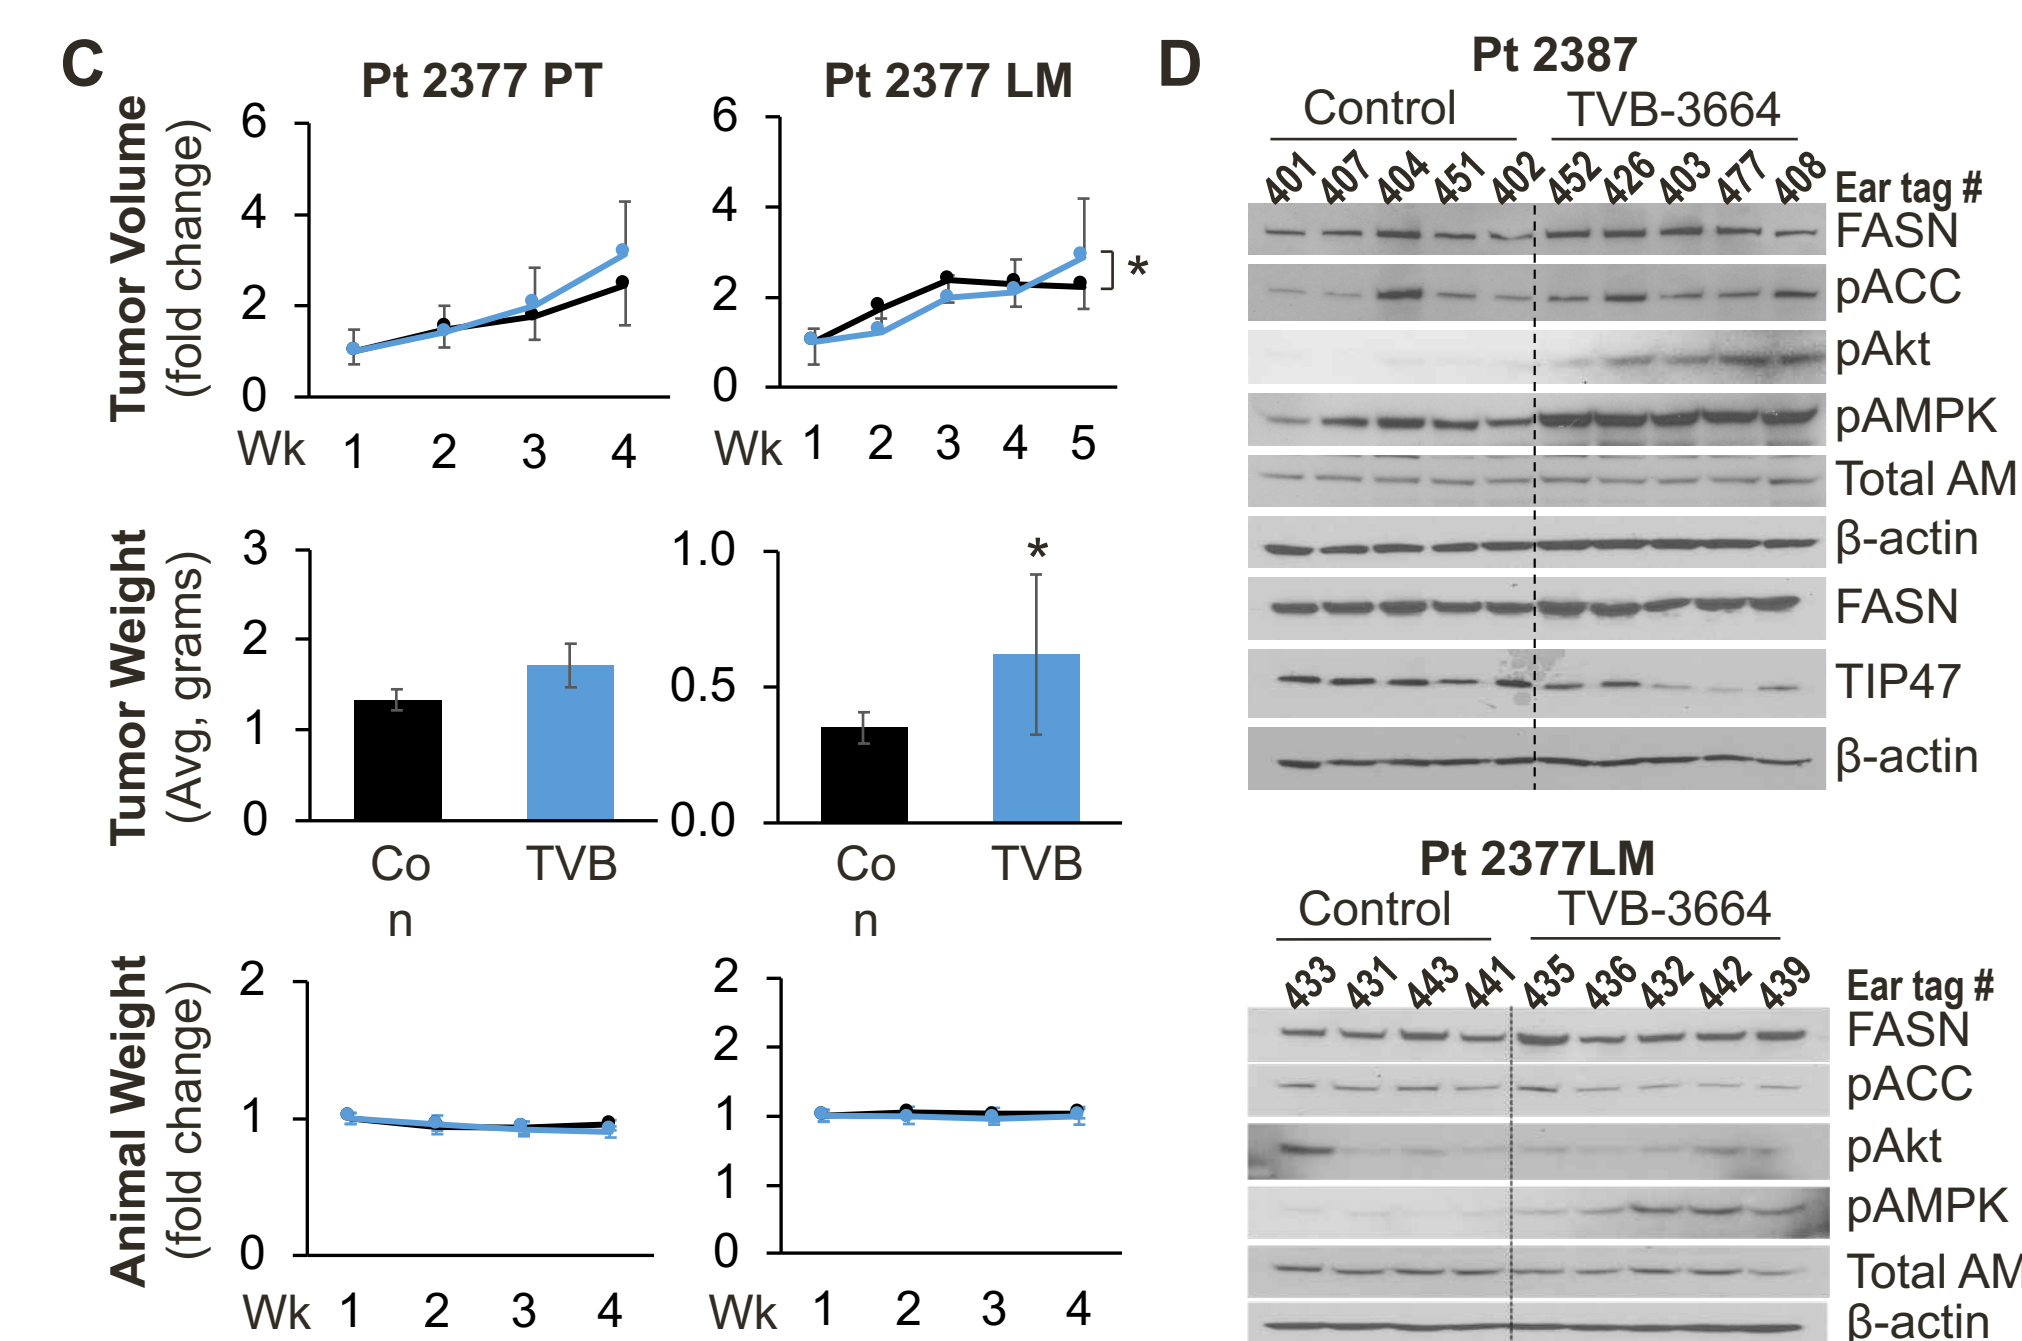 C
Pt 2377 PT
Pt 2377 LM
Tumor Volume
(fold change)
6
4
2
0
Wk 1 2 3 4
6
4
2
0
*
Wk 1 2 3 4 5
Tumor Weight
(Avg, grams)
3
2
1
0
Co
n
TVB
1.0
0.5
0.0
*
Co
n
TVB
Animal Weight
(fold change)
2
1
0
Wk 1 2 3 4
2
2
1
1
0
Wk 1 2 3 4
D
Pt 2387
Control TVB-3664
401 407 404 451 402 452 426 403 477 408 Ear tag #
FASN
pACC
pAkt
pAMPK
Total AM
β-actin
FASN
TIP47
β-actin
Pt 2377LM
Control TVB-3664
433 431 443 441 435 436 432 442 439 Ear tag #
FASN
pACC
pAkt
pAMPK
Total AM
β-actin